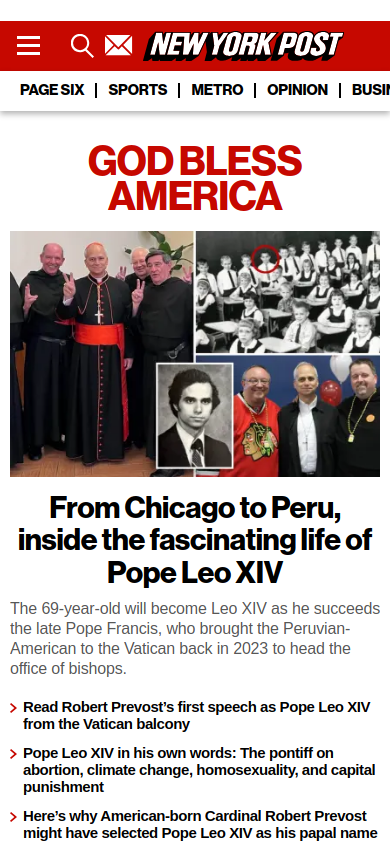 NEW YORK POST
PAGE SIX
SPORTS
METRO
OPINION
BUSIN
GOD BLESS
AMERICA
From Chicago to Peru,
inside the fascinating life of
Pope Leo XIV
The 69-year-old will become Leo XIV as he succeeds
the late Pope Francis, who brought the Peruvian-
American to the Vatican back in 2023 to head the
office of bishops.
Read Robert Prevost’s first speech as Pope Leo XIV
from the Vatican balcony
Pope Leo XIV in his own words: The pontiff on
abortion, climate change, homosexuality, and capital
punishment
Here’s why American-born Cardinal Robert Prevost
might have selected Pope Leo XIV as his papal name